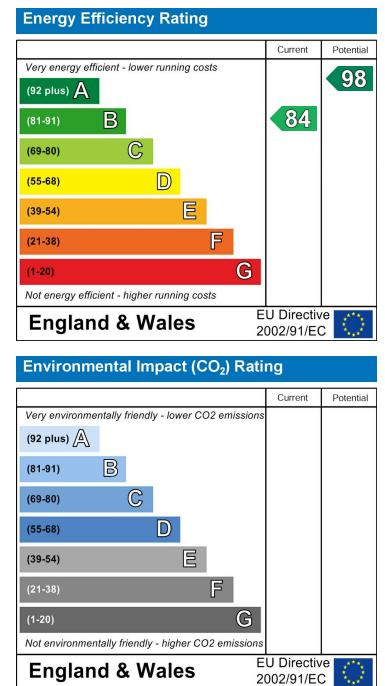 Energy Efficiency Rating
Current Potential
Very energy efficient - lower running costs
(92 plus) A
98
(81-91) B
84
(69-80) C
(55-68) D
(39-54) E
(21-38) F
(1-20) G
Not energy efficient - higher running costs
England & Wales
EU Directive
2002/91/EC
Environmental Impact (CO₂) Rating
Current Potential
Very environmentally friendly - lower CO2 emissions
(92 plus) A
(81-91) B
(69-80) C
(55-68) D
(39-54) E
(21-38) F
(1-20) G
Not environmentally friendly - higher CO2 emissions
England & Wales
EU Directive
2002/91/EC